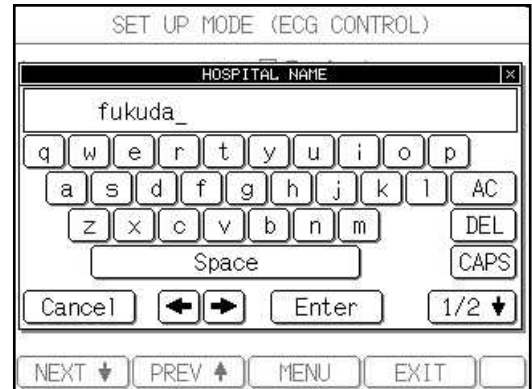 SET UP MODE (ECG CONTROL)
HOSPITAL NAME ×
fukuda_
q w e r t y u i o p
a s d f g h j k l AC
z x c v b n m DEL
Space CAPS
Cancel ← → Enter 1/2 ↓
NEXT ↓ PREV ↑ MENU EXIT